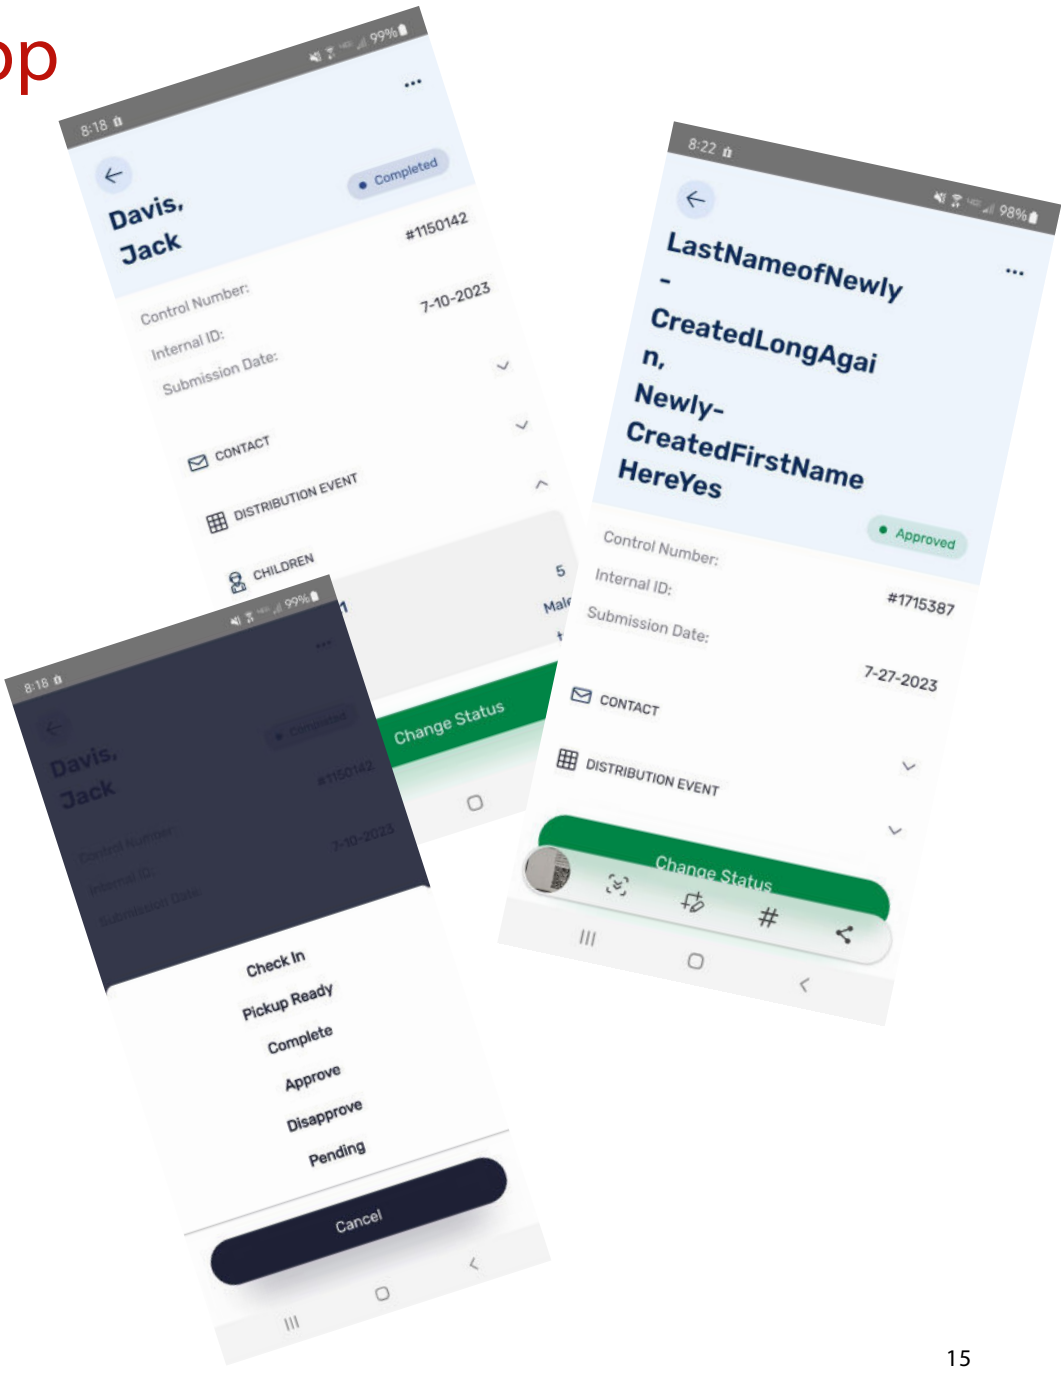 op
8:18 99%
Davis,
Jack
Completed
Control Number: #1150142
Internal ID:
Submission Date: 7-10-2023
CONTACT
DISTRIBUTION EVENT
CHILDREN
1
5
Male
Change Status
8:22 98%
LastNameofNewly
-
CreatedLongAgai
n,
Newly-
CreatedFirstName
HereYes
Approved
Control Number: #1715387
Internal ID:
Submission Date: 7-27-2023
CONTACT
DISTRIBUTION EVENT
Change Status
8:18 99%
Davis,
Jack
Completed
Control Number: #1150142
Internal ID:
Submission Date: 7-10-2023
Check In
Pickup Ready
Complete
Approve
Disapprove
Pending
Cancel
15